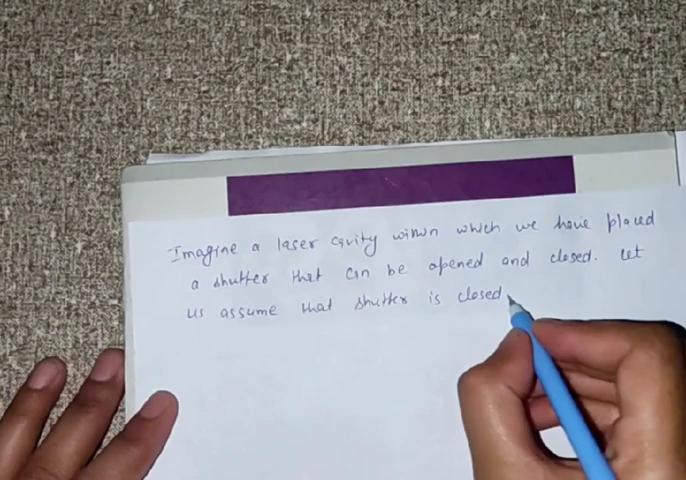 Imagine a laser cavity within which we have placed
a shutter that can be opened and closed. Let
us assume that shutter is closed